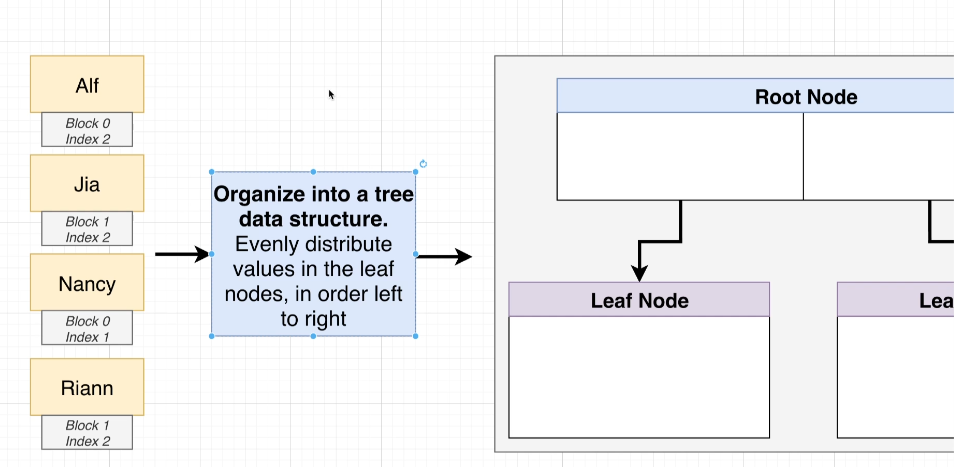 Alf
Block 0
Index 2
Jia
Block 1
Index 2
Nancy
Block 0
Index 1
Riann
Block 1
Index 2
Organize into a tree
data structure.
Evenly distribute
values in the leaf
nodes, in order left
to right
Root Node
Leaf Node
Lea